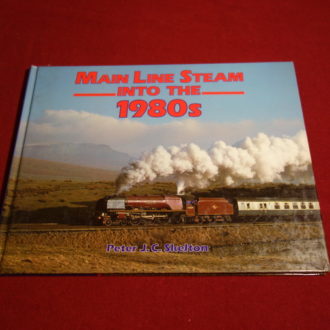 MAIN LINE STEAM
INTO THE
1980s
Peter J.C. Skelton